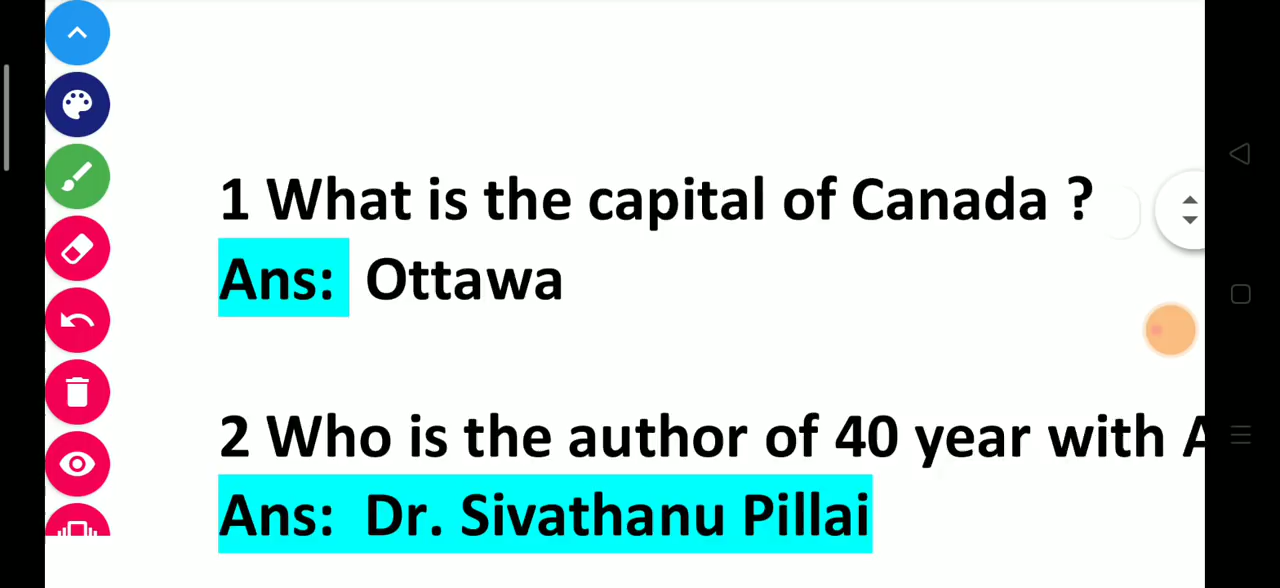 1 What is the capital of Canada ?
Ans: Ottawa
2 Who is the author of 40 year with A
Ans: Dr. Sivathanu Pillai